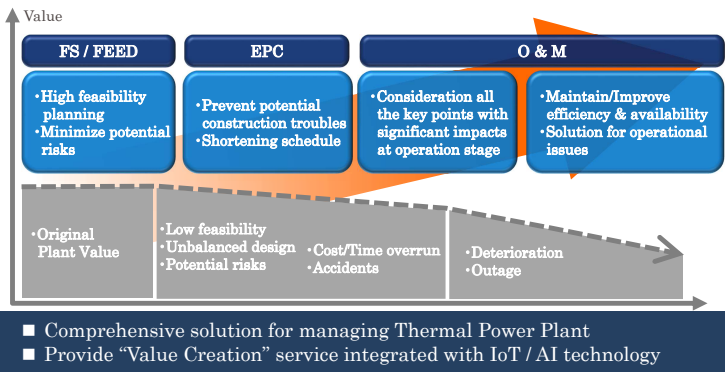 Value
FS / FEED
EPC
O & M
・High feasibility
planning
・Minimize potential
risks
・Prevent potential
construction troubles
・Shortening schedule
・Consideration all
the key points with
significant impacts
at operation stage
・Maintain/Improve
efficiency & availability
・Solution for operational
issues
・Original
Plant Value
・Low feasibility
・Unbalanced design
・Potential risks
・Cost/Time overrun
・Accidents
・Deterioration
・Outage
■ Comprehensive solution for managing Thermal Power Plant
■ Provide “Value Creation” service integrated with IoT / AI technology